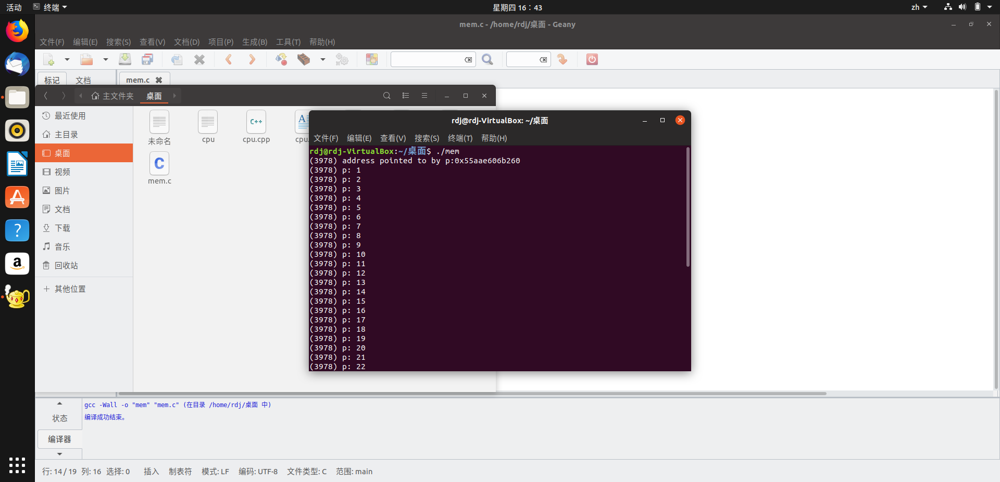 活动 终端 星期四 16：43 zh
mem.c - /home/rdj/桌面 - Geany
文件(F) 编辑(E) 搜索(S) 查看(V) 文档(D) 项目(P) 生成(B) 工具(T) 帮助(H)
标记 文档 mem.c
主文件夹 桌面
最近使用
主目录
桌面
视频
图片
文档
下载
音乐
回收站
其他位置
未命名 cpu cpu.cpp cpu.
mem.c
rdj@rdj-VirtualBox: ~/桌面
文件(F) 编辑(E) 查看(V) 搜索(S) 终端(T) 帮助(H)
rdj@rdj-VirtualBox:~/桌面$ ./mem
(3978) address pointed to by p:0x55aae606b260
(3978) p: 1
(3978) p: 2
(3978) p: 3
(3978) p: 4
(3978) p: 5
(3978) p: 6
(3978) p: 7
(3978) p: 8
(3978) p: 9
(3978) p: 10
(3978) p: 11
(3978) p: 12
(3978) p: 13
(3978) p: 14
(3978) p: 15
(3978) p: 16
(3978) p: 17
(3978) p: 18
(3978) p: 19
(3978) p: 20
(3978) p: 21
(3978) p: 22
状态
编译器
gcc -Wall -o "mem" "mem.c" (在目录 /home/rdj/桌面 中)
编译成功结束。
行: 14 / 19 列: 16 选择: 0 插入 制表符 模式: LF 编码: UTF-8 文件类型: C 范围: main